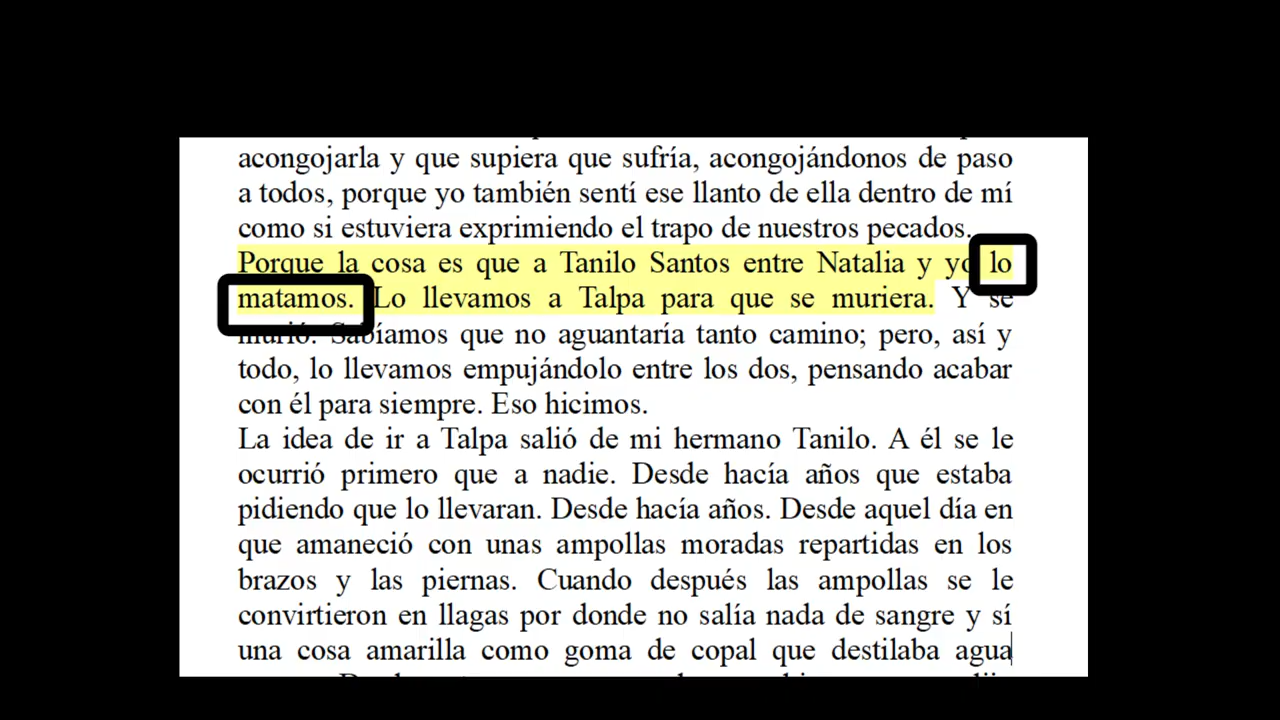 acongojarla y que supiera que sufría, acongojándonos de paso
a todos, porque yo también sentí ese llanto de ella dentro de mí
como si estuviera exprimiendo el trapo de nuestros pecados.
Porque la cosa es que a Tanilo Santos entre Natalia y yo lo
matamos. Lo llevamos a Talpa para que se muriera. Y se
murió. Sabíamos que no aguantaría tanto camino; pero, así y
todo, lo llevamos empujándolo entre los dos, pensando acabar
con él para siempre. Eso hicimos.
La idea de ir a Talpa salió de mi hermano Tanilo. A él se le
ocurrió primero que a nadie. Desde hacía años que estaba
pidiendo que lo llevaran. Desde hacía años. Desde aquel día en
que amaneció con unas ampollas moradas repartidas en los
brazos y las piernas. Cuando después las ampollas se le
convirtieron en llagas por donde no salía nada de sangre y sí
una cosa amarilla como goma de copal que destilaba agua